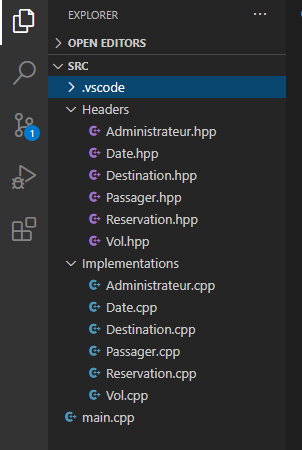 EXPLORER
OPEN EDITORS
SRC
.vscode
Headers
Administrateur.hpp
Date.hpp
Destination.hpp
Passager.hpp
Reservation.hpp
Vol.hpp
1
Implementations
Administrateur.cpp
Date.cpp
Destination.cpp
Passager.cpp
Reservation.cpp
Vol.cpp
main.cpp